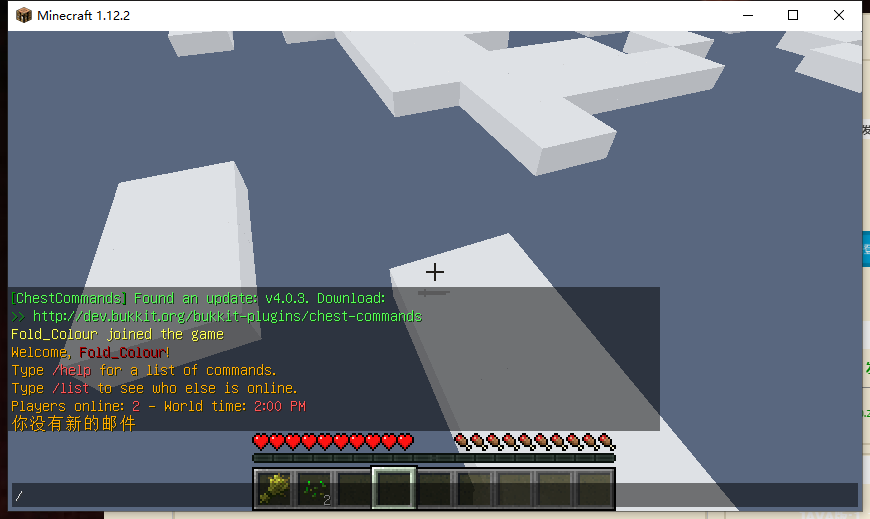 Minecraft 1.12.2
[ChestCommands] Found an update: v4.0.3. Download:
>> http://dev.bukkit.org/bukkit-plugins/chest-commands
Fold_Colour joined the game
Welcome, Fold_Colour!
Type /help for a list of commands.
Type /list to see who else is online.
Players online: 2 - World time: 2:00 PM
你没有新的邮件
2
/